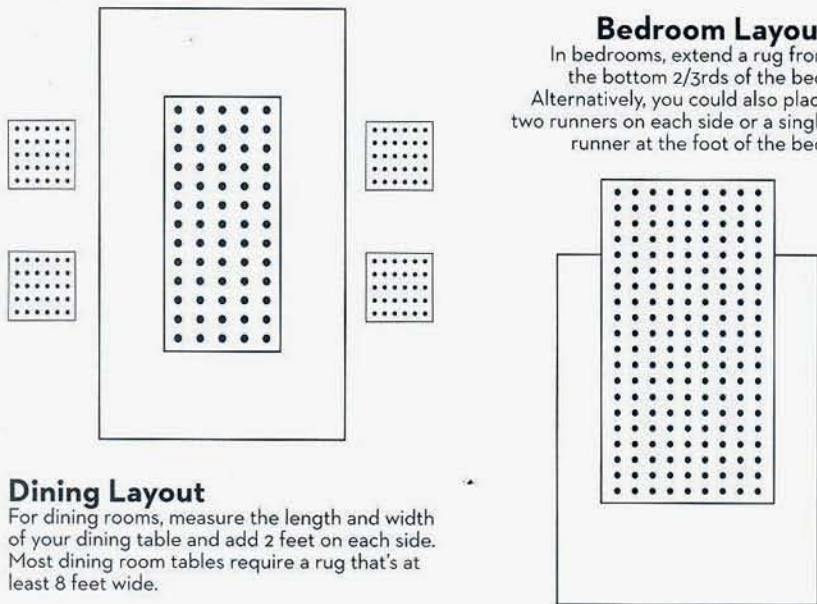 Bedroom Layou
In bedrooms, extend a rug fro
the bottom 2/3rds of the be
Alternatively, you could also plac
two runners on each side or a singl
runner at the foot of the be
Dining Layout
For dining rooms, measure the length and width
of your dining table and add 2 feet on each side.
Most dining room tables require a rug that's at
least 8 feet wide.